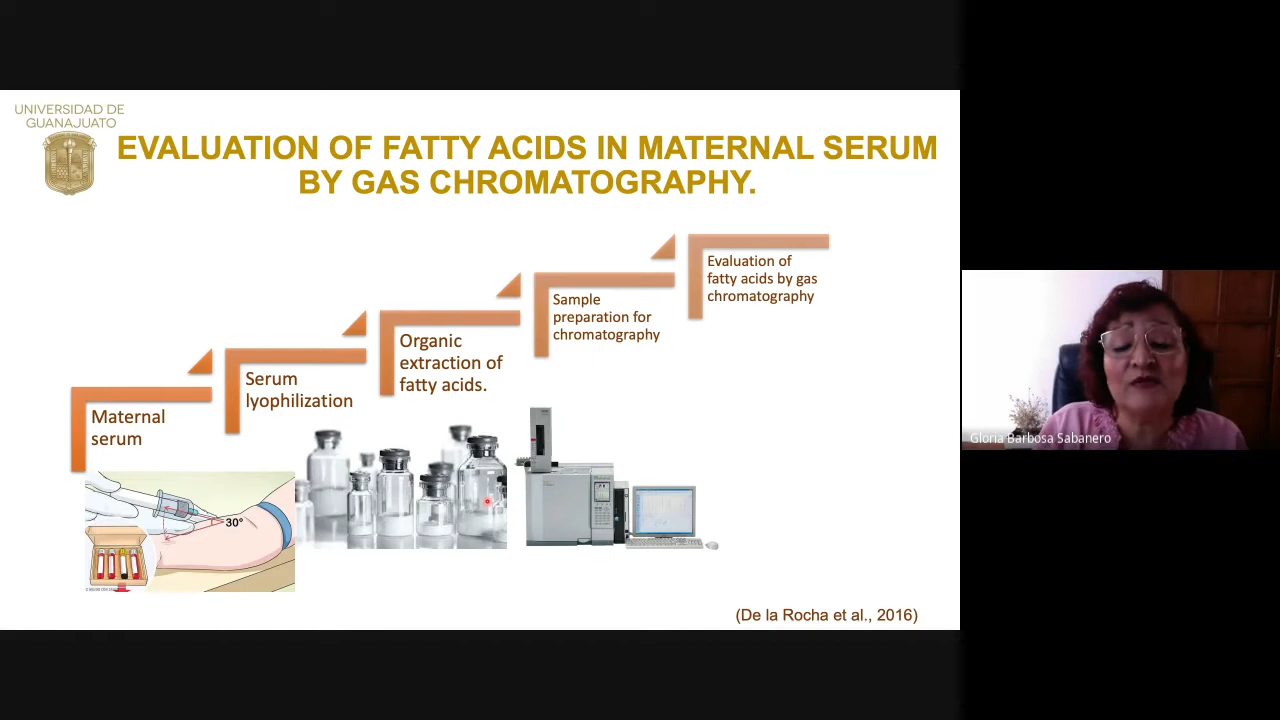 UNIVERSIDAD DE
GUANAJUATO
EVALUATION OF FATTY ACIDS IN MATERNAL SERUM
BY GAS CHROMATOGRAPHY.
Maternal
serum
Serum
lyophilization
Organic
extraction of
fatty acids.
Sample
preparation for
chromatography
Evaluation of
fatty acids by gas
chromatography
30°
(De la Rocha et al., 2016)
Gloria Barbosa Sabanero